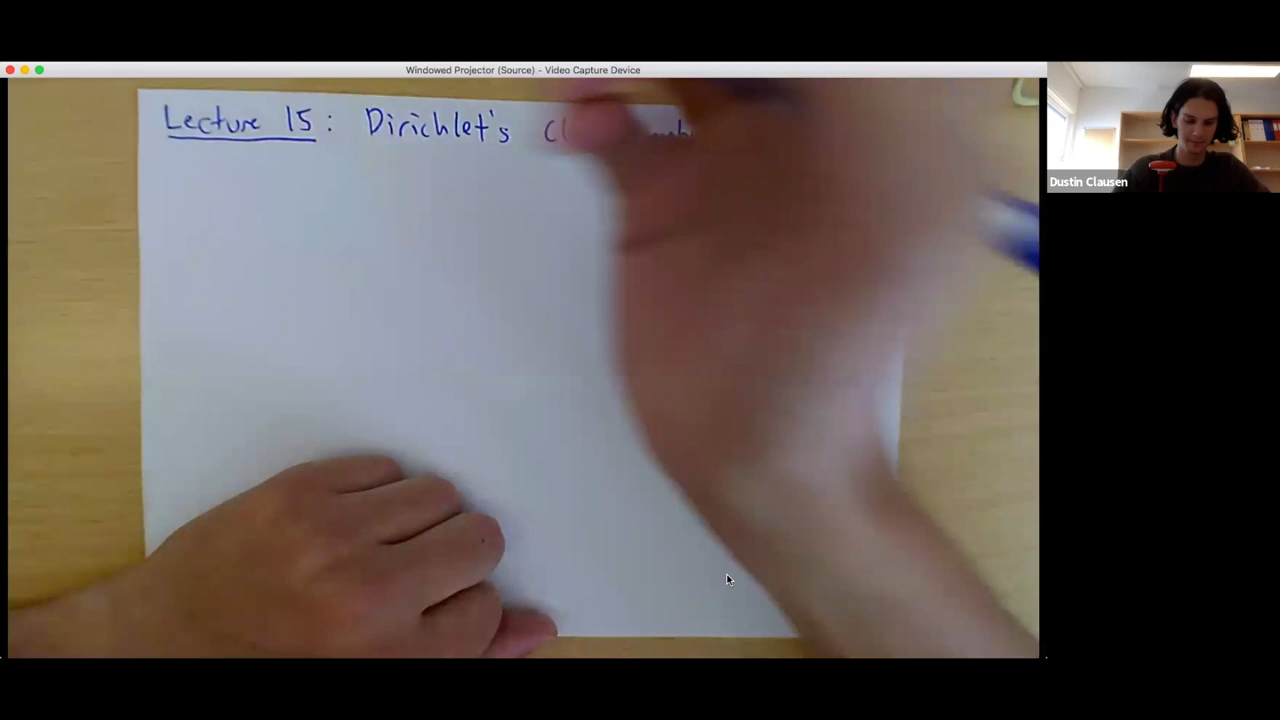 Windowed Projector (Source) - Video Capture Device
Lecture 15: Dirichlet's
Dustin Clausen